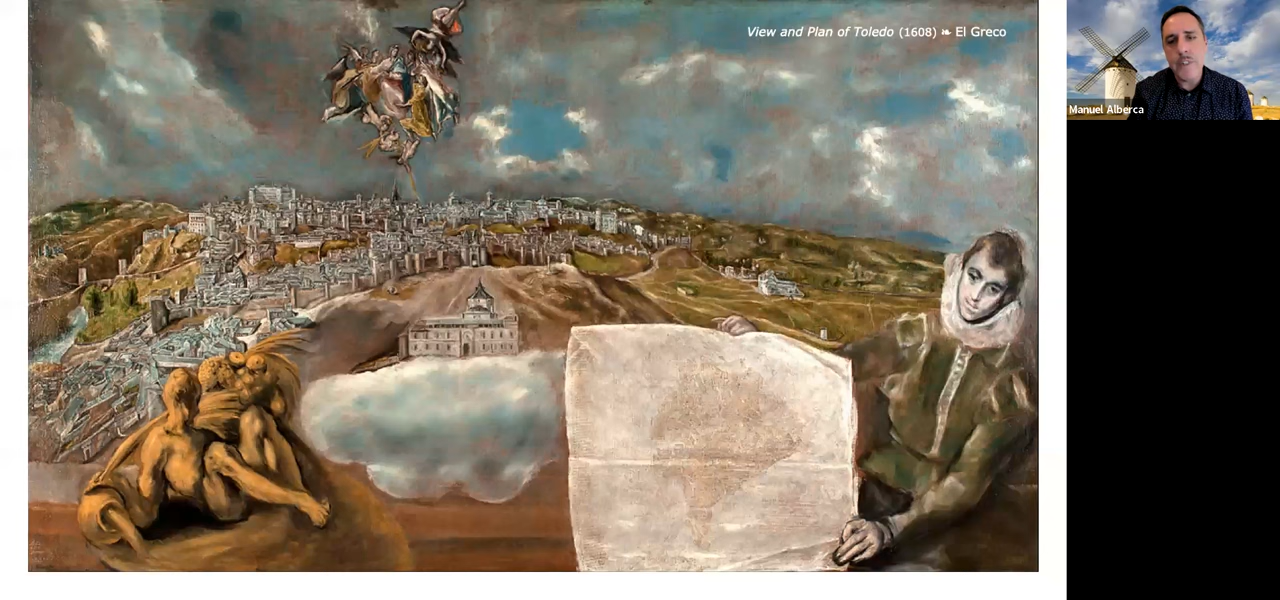 View and Plan of Toledo (1608) ❧ El Greco
Manuel Alberca